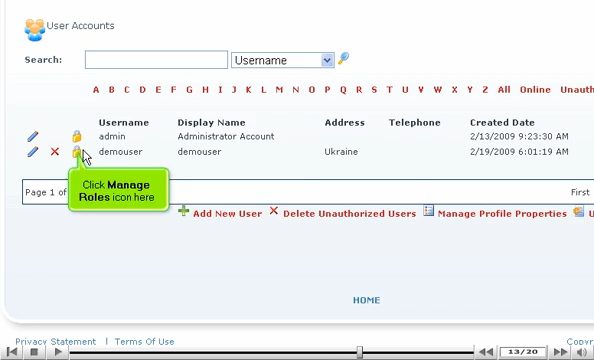 User Accounts
Search: Username
A B C D E F G H I J K L M N O P Q R S T U V W X Y Z All Online Unauth
Username Display Name Address Telephone Created Date
admin Administrator Account 2/13/2009 9:23:30 AM
demouser demouser Ukraine 2/19/2009 6:01:19 AM
Click Manage
Roles icon here
Page 1 of First
Add New User Delete Unauthorized Users Manage Profile Properties U
HOME
Privacy Statement | Terms Of Use Copyr
13/20